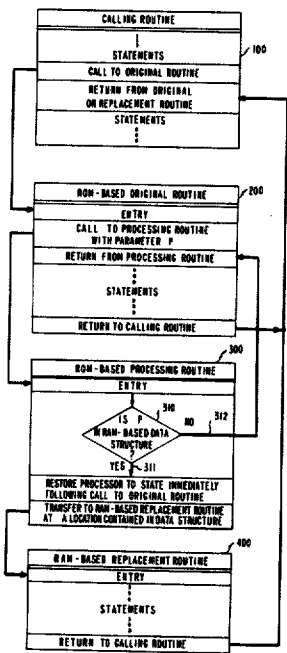 CALLING ROUTINE
STATEMENTS
CALL TO ORIGINAL ROUTINE
RETURN FROM ORIGINAL
OR REPLACEMENT ROUTINE
STATEMENTS
100
ROM-BASED ORIGINAL ROUTINE
200
ENTRY
CALL TO PROCESSING ROUTINE
WITH PARAMETER P
RETURN FROM PROCESSING ROUTINE
STATEMENTS
RETURN TO CALLING ROUTINE
300
ROM-BASED PROCESSING ROUTINE
ENTRY
310
IS P
IN RAM-BASED DATA
STRUCTURE
?
NO
312
YES
311
RESTORE PROCESSOR TO STATE IMMEDIATELY
FOLLOWING CALL TO ORIGINAL ROUTINE
TRANSFER TO RAM-BASED REPLACEMENT ROUTINE
AT A LOCATION CONTAINED IN DATA STRUCTURE
400
RAM-BASED REPLACEMENT ROUTINE
ENTRY
STATEMENTS
RETURN TO CALLING ROUTINE